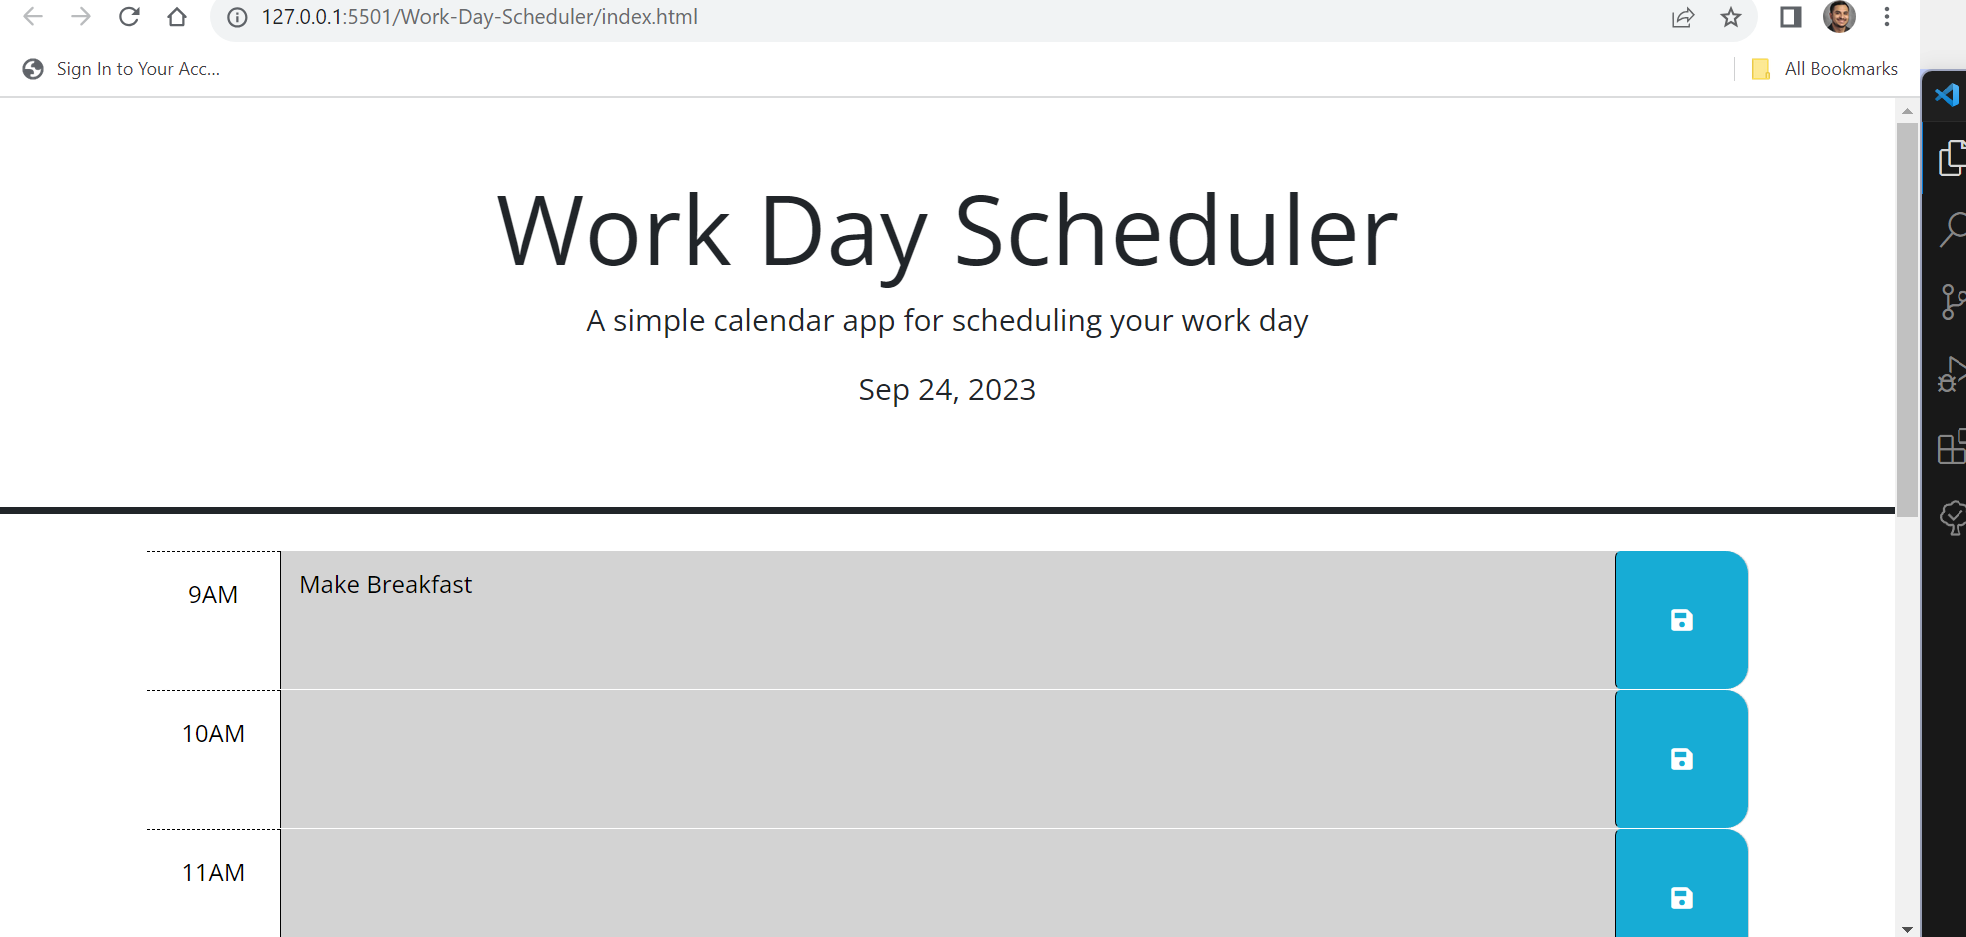 127.0.0.1:5501/Work-Day-Scheduler/index.html
Sign In to Your Acc...
All Bookmarks
Work Day Scheduler
A simple calendar app for scheduling your work day
Sep 24, 2023
9AM
Make Breakfast
10AM
11AM